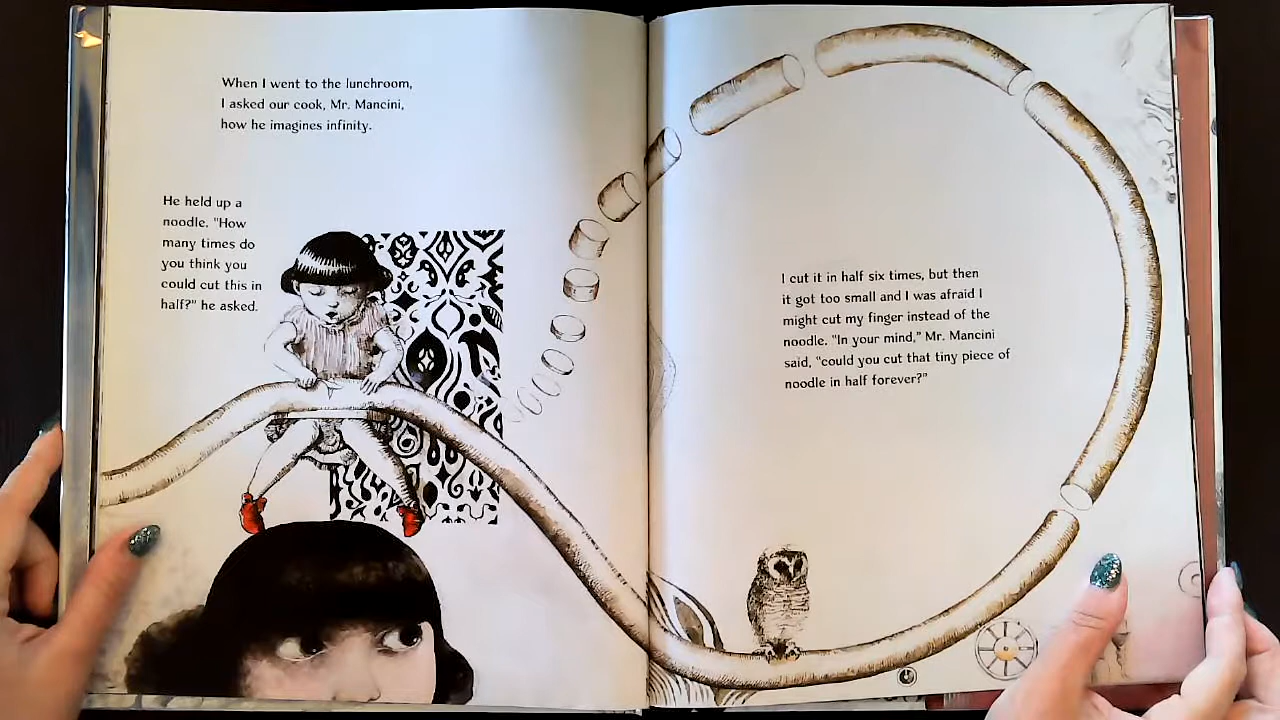 When I went to the lunchroom,
I asked our cook, Mr. Mancini,
how he imagines infinity.
He held up a
noodle. "How
many times do
you think you
could cut this in
half?" he asked.
I cut it in half six times, but then
it got too small and I was afraid I
might cut my finger instead of the
noodle. "In your mind," Mr. Mancini
said, "could you cut that tiny piece of
noodle in half forever?"